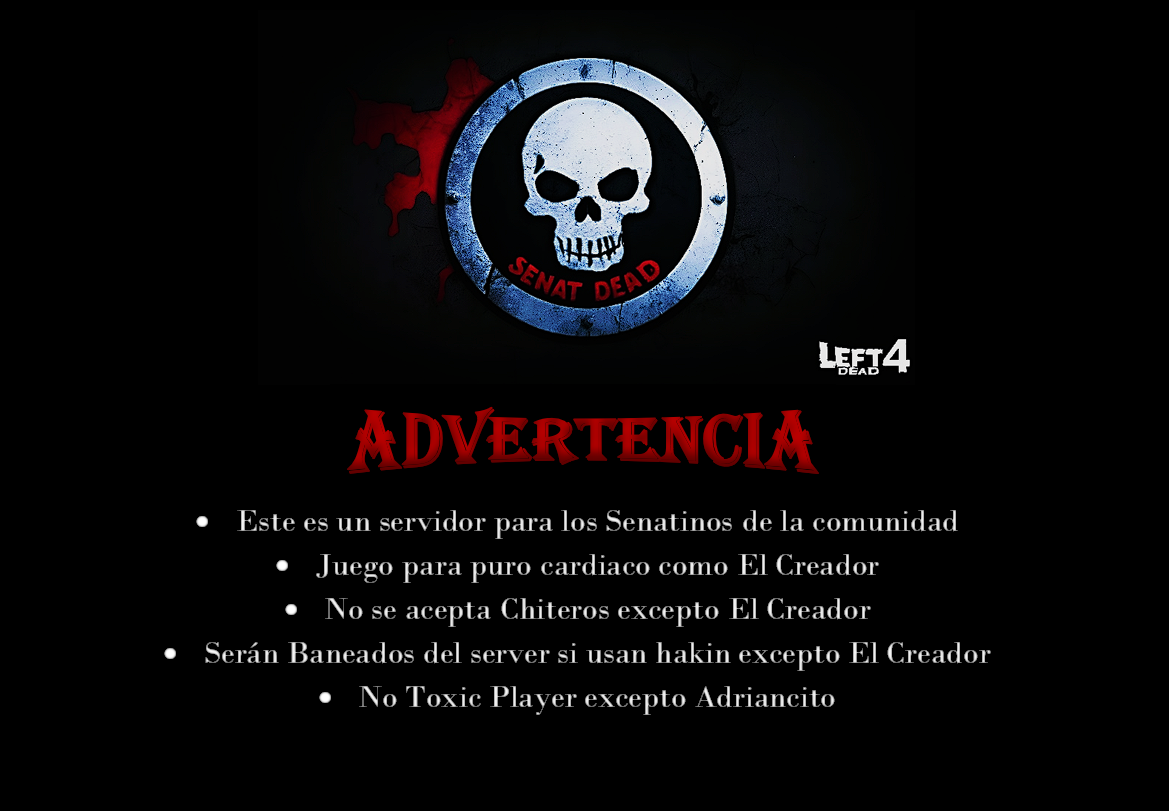 SENAT DEAD
LEFT 4
DEAD
ADVERTENCIA
• Este es un servidor para los Senatinos de la comunidad
• Juego para puro cardiaco como El Creador
• No se acepta Chiteros excepto El Creador
• Serán Baneados del server si usan hakin excepto El Creador
• No Toxic Player excepto Adriancito